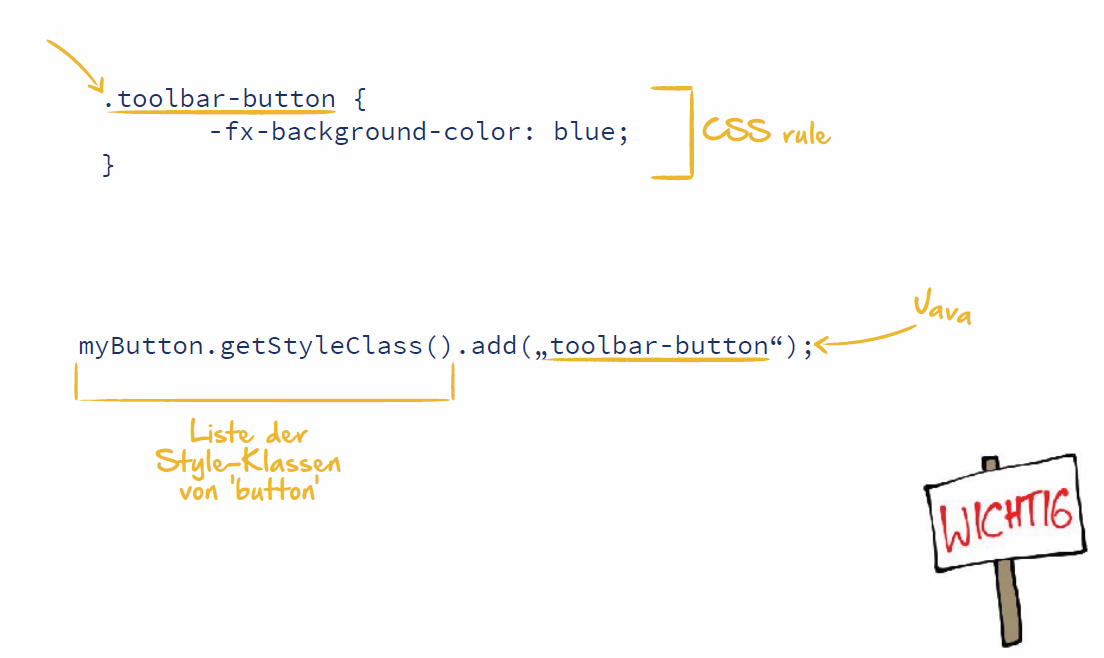 .toolbar-button {
-fx-background-color: blue;
}
CSS rule
Java
myButton.getStyleClass().add(„toolbar-button“);
Liste der
Style-Klassen
von 'button'
WICHTIG